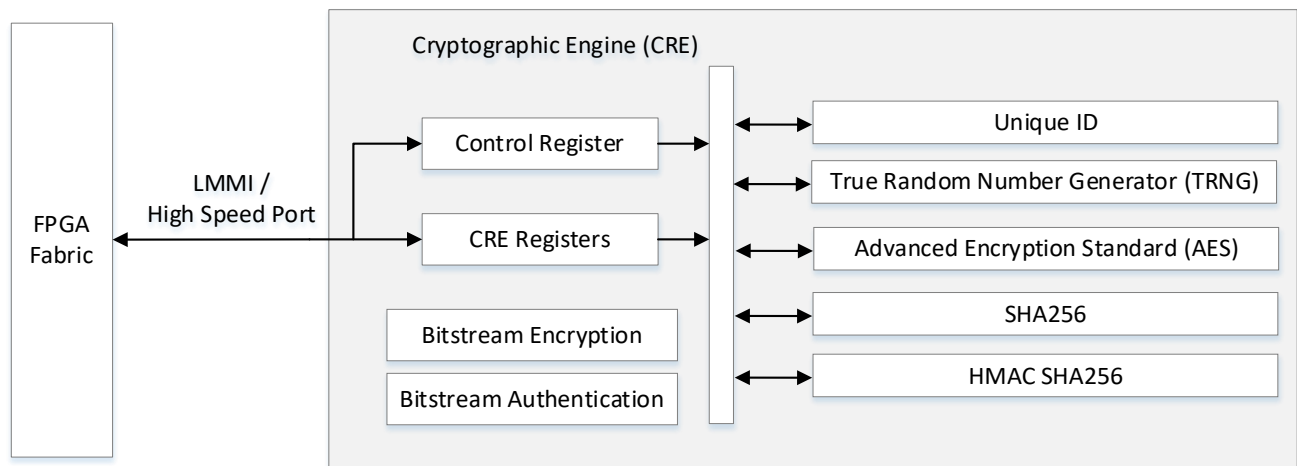 Cryptographic Engine (CRE)
FPGA
Fabric
LMMI /
High Speed Port
Control Register
CRE Registers
Bitstream Encryption
Bitstream Authentication
Unique ID
True Random Number Generator (TRNG)
Advanced Encryption Standard (AES)
SHA256
HMAC SHA256